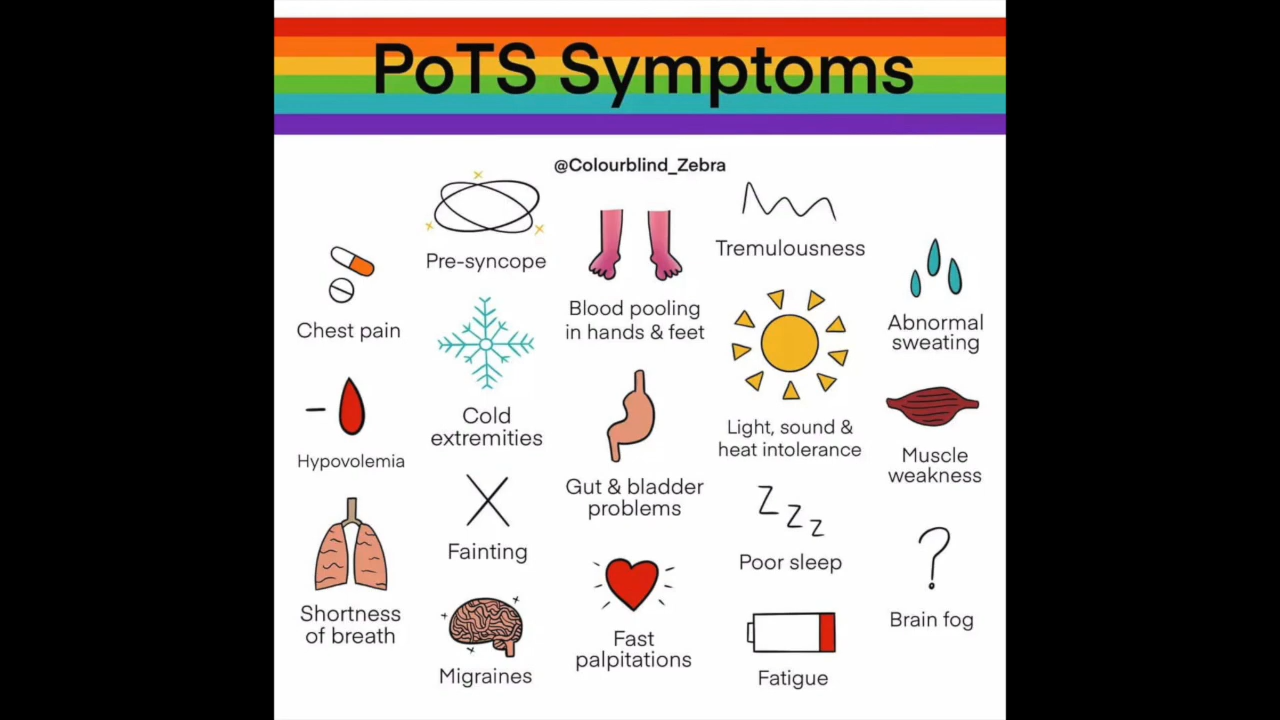 PoTS Symptoms
@Colourblind_Zebra
Chest pain
Hypovolemia
Shortness
of breath
Pre-syncope
Cold
extremities
Fainting
Migraines
Blood pooling
in hands & feet
Gut & bladder
problems
Fast
palpitations
Tremulousness
Light, sound &
heat intolerance
Poor sleep
Fatigue
Abnormal
sweating
Muscle
weakness
Brain fog